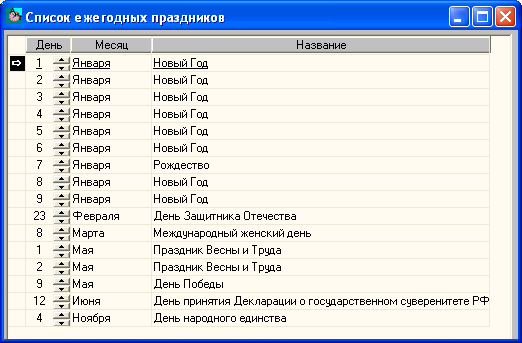 Список ежегодных праздников
День Месяц Название
1 Января Новый Год
2 Января Новый Год
3 Января Новый Год
4 Января Новый Год
5 Января Новый Год
6 Января Новый Год
7 Января Рождество
8 Января Новый Год
9 Января Новый Год
23 Февраля День Защитника Отечества
8 Марта Международный женский день
1 Мая Праздник Весны и Труда
2 Мая Праздник Весны и Труда
9 Мая День Победы
12 Июня День принятия Декларации о государственном суверенитете РФ
4 Ноября День народного единства